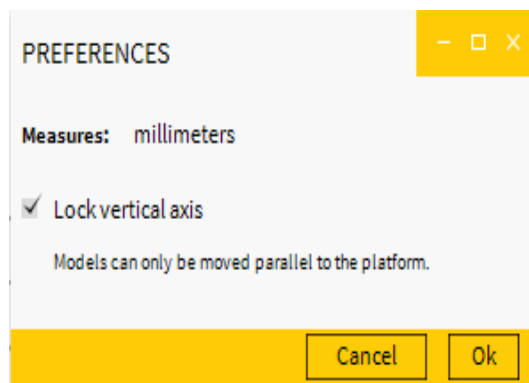 PREFERENCES
Measures: millimeters
Lock vertical axis
Models can only be moved parallel to the platform.
Cancel Ok